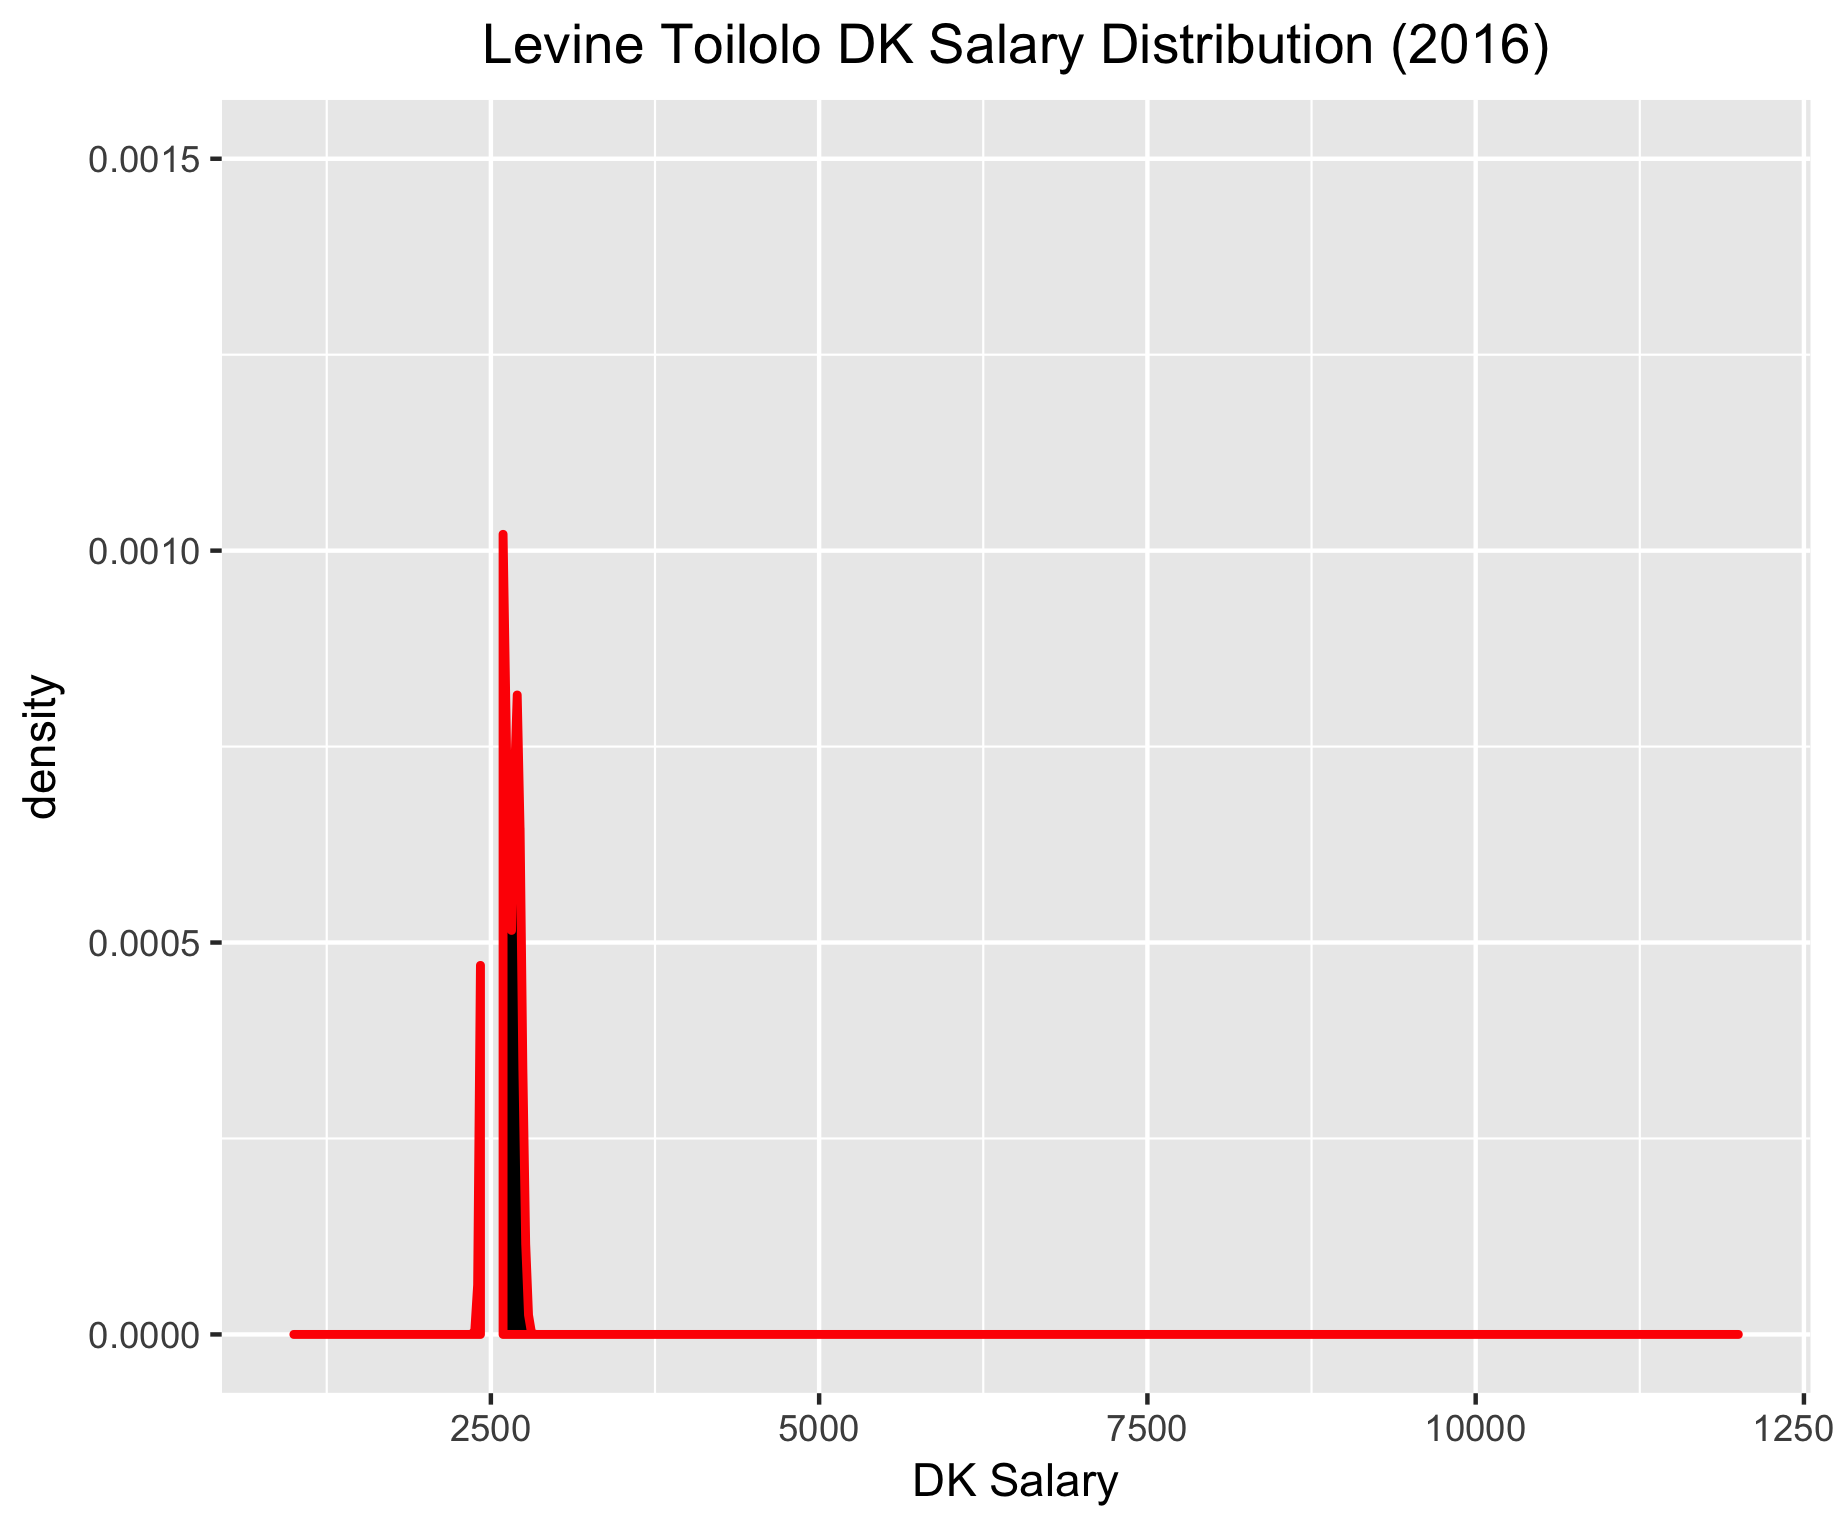 Levine Toilolo DK Salary Distribution (2016)
0.0015
0.0010
0.0005
0.0000
density
2500 5000 7500 10000 1250
DK Salary